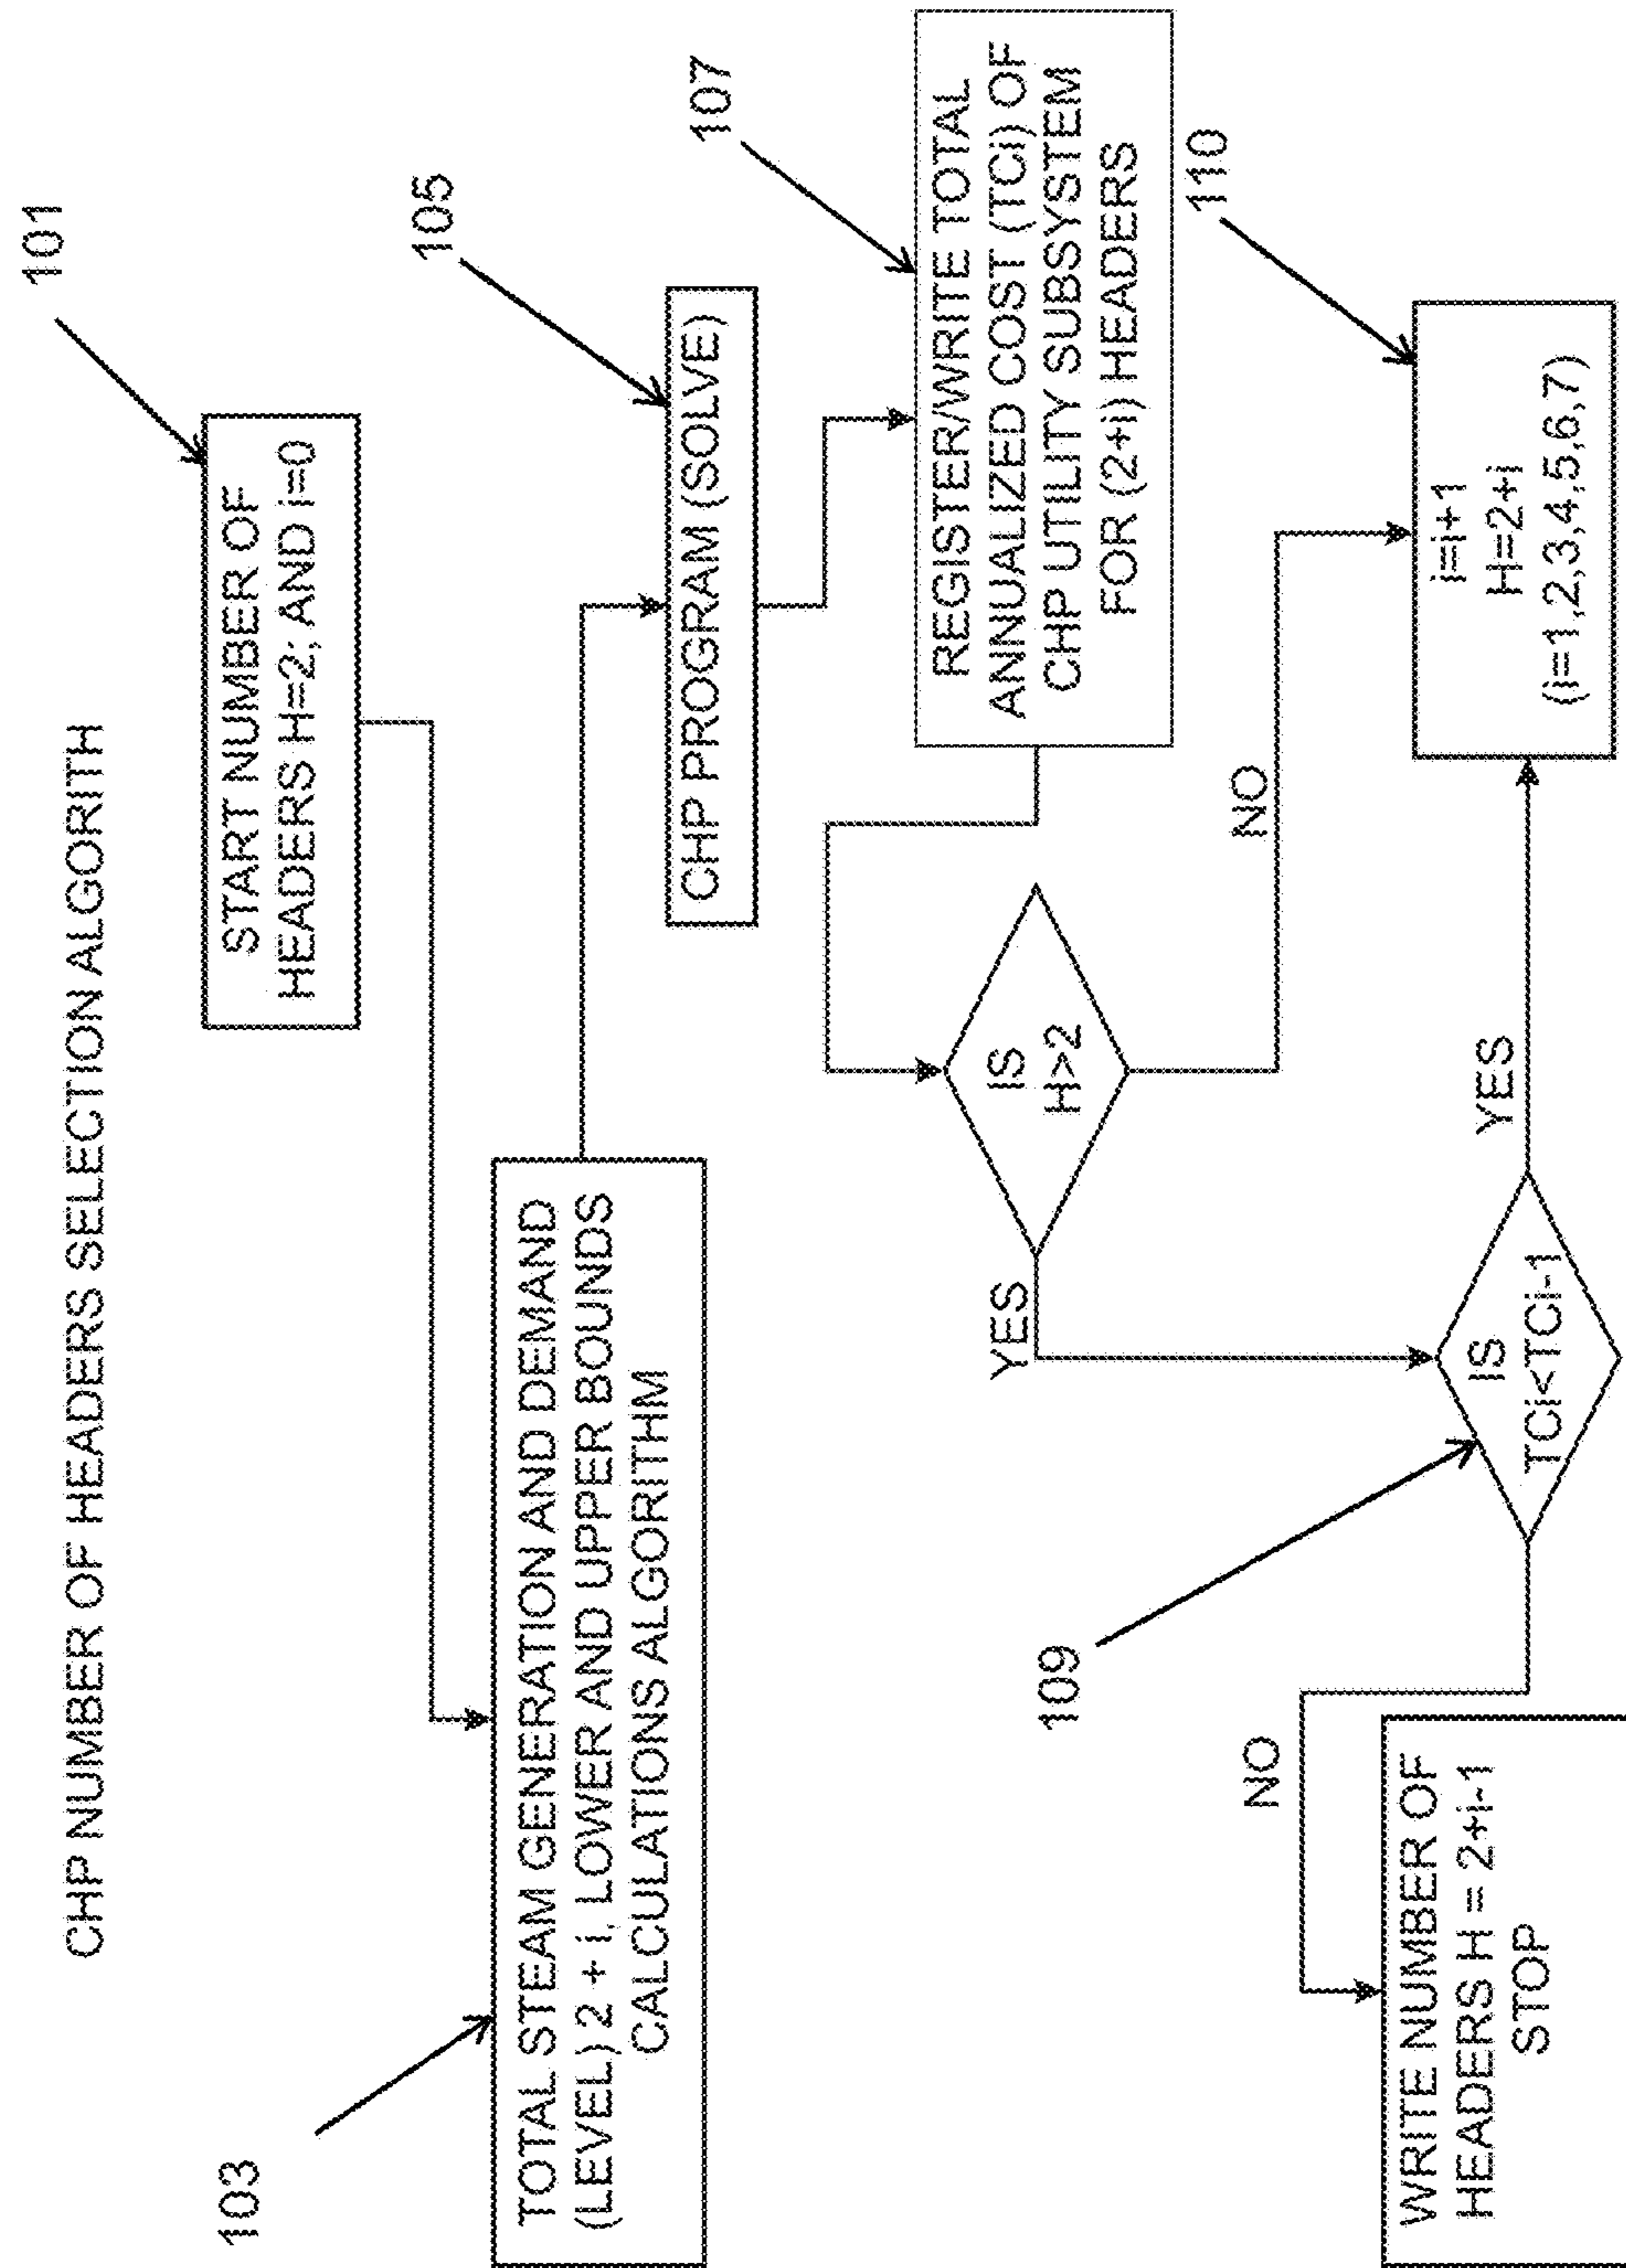 CHP NUMBER OF HEADERS SELECTION ALGORITH
101
START NUMBER OF
HEADERS H=2; AND i=0
103
TOTAL STEAM GENERATION AND DEMAND
(LEVEL) 2 + i, LOWER AND UPPER BOUNDS
CALCULATIONS ALGORITHM
105
CHP PROGRAM (SOLVE)
107
REGISTER/WRITE TOTAL
ANNUALIZED COST (TCi) OF
CHP UTILITY SUBSYSTEM
FOR (2+i) HEADERS
IS
H>2
YES
NO
109
IS
TCi<TCi-1
YES
110
i=i+1
H=2+i
(i=1,2,3,4,5,6,7)
NO
WRITE NUMBER OF
HEADERS H = 2+i-1
STOP